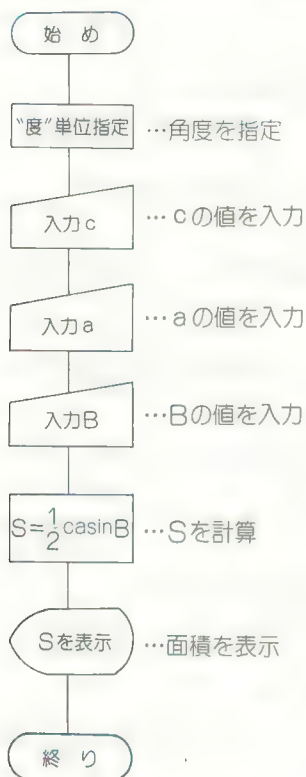 始 め
"度"単位指定 …角度を指定
入力c …cの値を入力
入力a …aの値を入力
入力B …Bの値を入力
S=1/2 casinB …Sを計算
Sを表示 …面積を表示
終 り